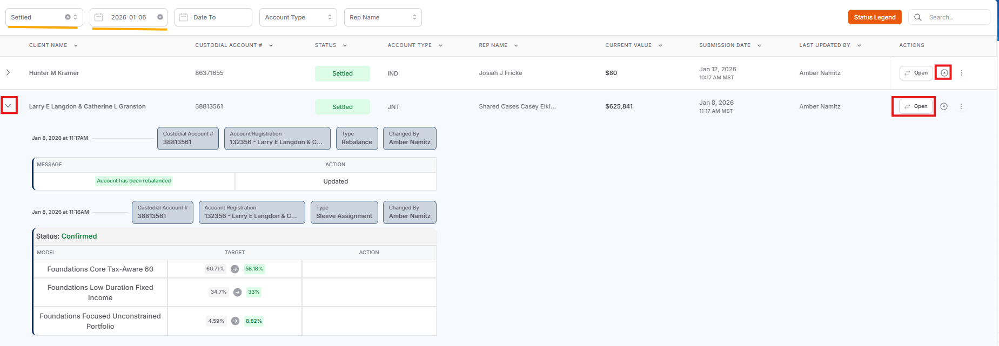 Settled
2026-01-06
Date To
Account Type
Rep Name
Status Legend
Search..
CLIENT NAME
CUSTODIAL ACCOUNT #
STATUS
ACCOUNT TYPE
REP NAME
CURRENT VALUE
SUBMISSION DATE
LAST UPDATED BY
ACTIONS
Hunter M Kramer
86371655
Settled
IND
Josiah J Fricke
$80
Jan 12, 2026
10:17 AM MST
Amber Namitz
Open
Larry E Langdon & Catherine L Granston
38813561
Settled
JNT
Shared Cases Casey Elki...
$625,841
Jan 8, 2026
11:17 AM MST
Amber Namitz
Open
Jan 8, 2026 at 11:17AM
Custodial Account #
38813561
Account Registration
132356 - Larry E Langdon & C...
Type
Rebalance
Changed By
Amber Namitz
MESSAGE
ACTION
Account has been rebalanced
Updated
Jan 8, 2026 at 11:16AM
Custodial Account #
38813561
Account Registration
132356 - Larry E Langdon & C...
Type
Sleeve Assignment
Changed By
Amber Namitz
Status: Confirmed
MODEL
TARGET
ACTION
Foundations Core Tax-Aware 60
60.71%
58.18%
Foundations Low Duration Fixed
Income
34.7%
33%
Foundations Focused Unconstrained
Portfolio
4.59%
8.82%